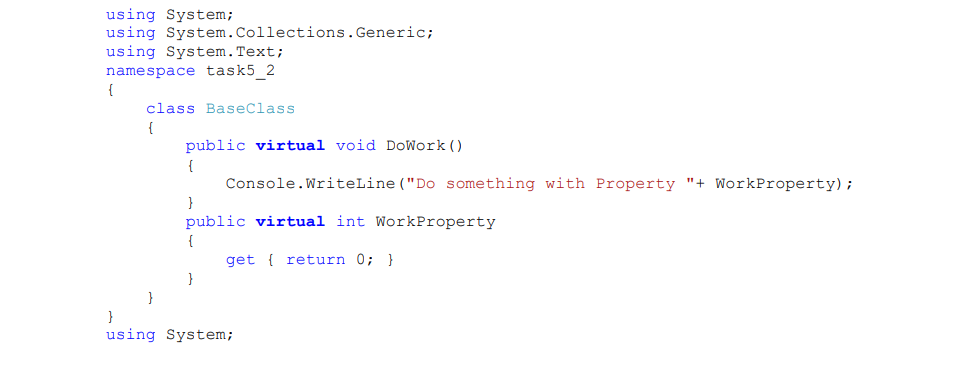 using System;
using System.Collections.Generic;
using System.Text;
namespace task5_2
{
class BaseClass
{
public virtual void DoWork()
{
Console.WriteLine("Do something with Property "+ WorkProperty);
}
public virtual int WorkProperty
{
get { return 0; }
}
}
}
using System;